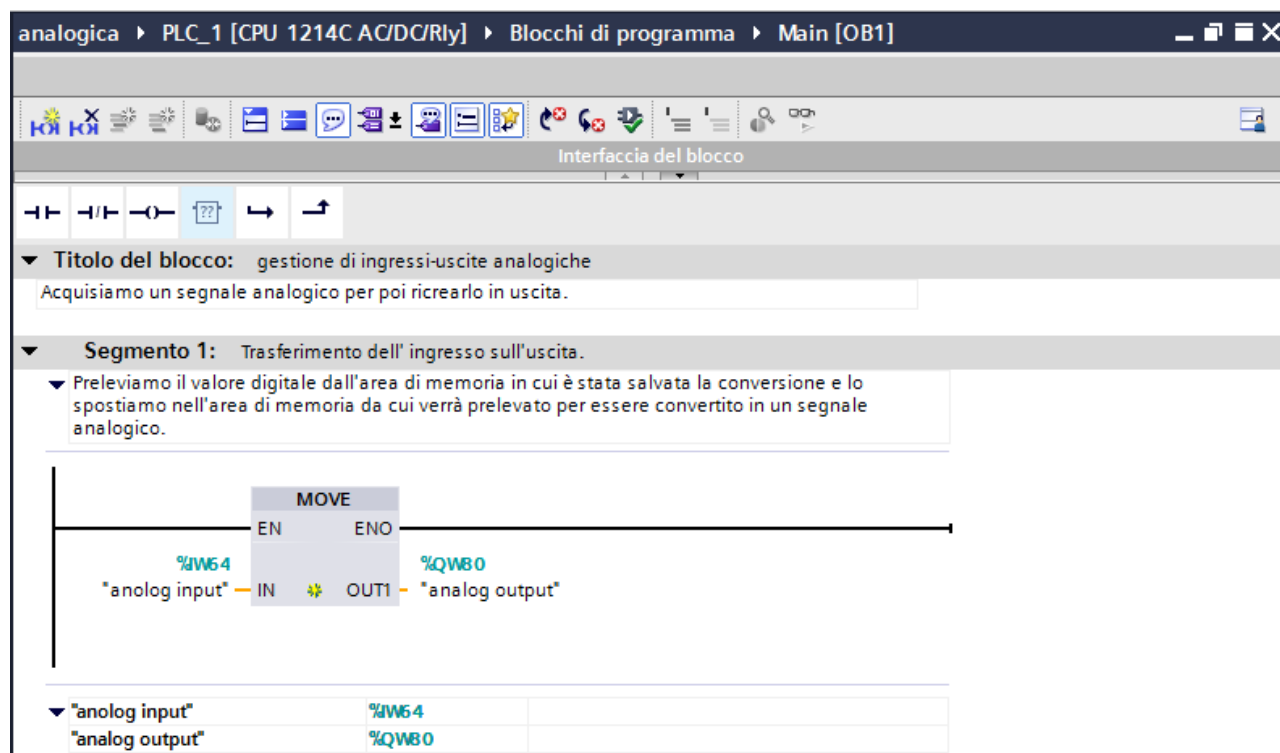 analogica ▸ PLC_1 [CPU 1214C AC/DC/Rly] ▸ Blocchi di programma ▸ Main [OB1]
Interfaccia del blocco
??
Titolo del blocco: gestione di ingressi-uscite analogiche
Acquisiamo un segnale analogico per poi ricrearlo in uscita.
Segmento 1: Trasferimento dell' ingresso sull'uscita.
Preleviamo il valore digitale dall'area di memoria in cui è stata salvata la conversione e lo
spostiamo nell'area di memoria da cui verrà prelevato per essere convertito in un segnale
analogico.
MOVE
EN ENO
%IW64 %QW80
"anolog input" IN OUT1 "analog output"
"anolog input" %IW64
"analog output" %QW80